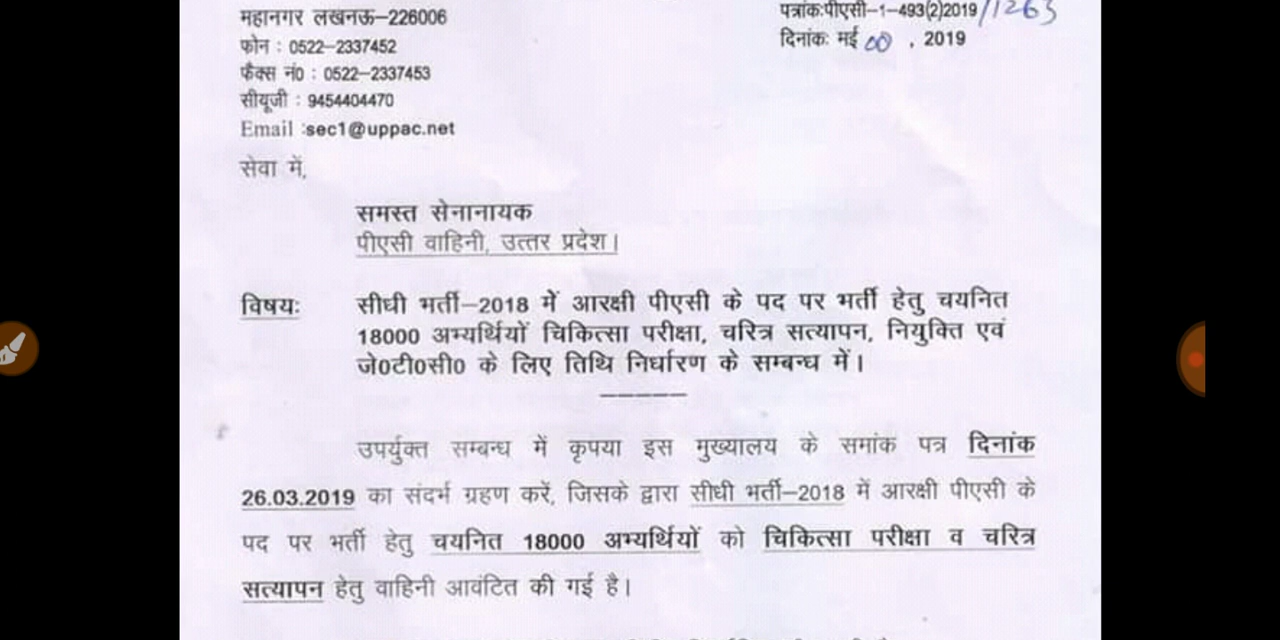 महानगर लखनऊ–226006
पत्रांक:पीएसी–1–493(2)2019/1263
फोन : 0522–2337452
दिनांकः मई , 2019
फैक्स नं0 : 0522–2337453
सीयूजी : 9454404470
Email :sec1@uppac.net
सेवा में,
समस्त सेनानायक
पीएसी वाहिनी, उत्तर प्रदेश।
विषयः सीधी भर्ती–2018 में आरक्षी पीएसी के पद पर भर्ती हेतु चयनित
18000 अभ्यर्थियों चिकित्सा परीक्षा, चरित्र सत्यापन, नियुक्ति एवं
जे0टी0सी0 के लिए तिथि निर्धारण के सम्बन्ध में।
उपर्युक्त सम्बन्ध में कृपया इस मुख्यालय के समांक पत्र दिनांक
26.03.2019 का संदर्भ ग्रहण करें, जिसके द्वारा सीधी भर्ती–2018 में आरक्षी पीएसी के
पद पर भर्ती हेतु चयनित 18000 अभ्यर्थियों को चिकित्सा परीक्षा व चरित्र
सत्यापन हेतु वाहिनी आवंटित की गई है।